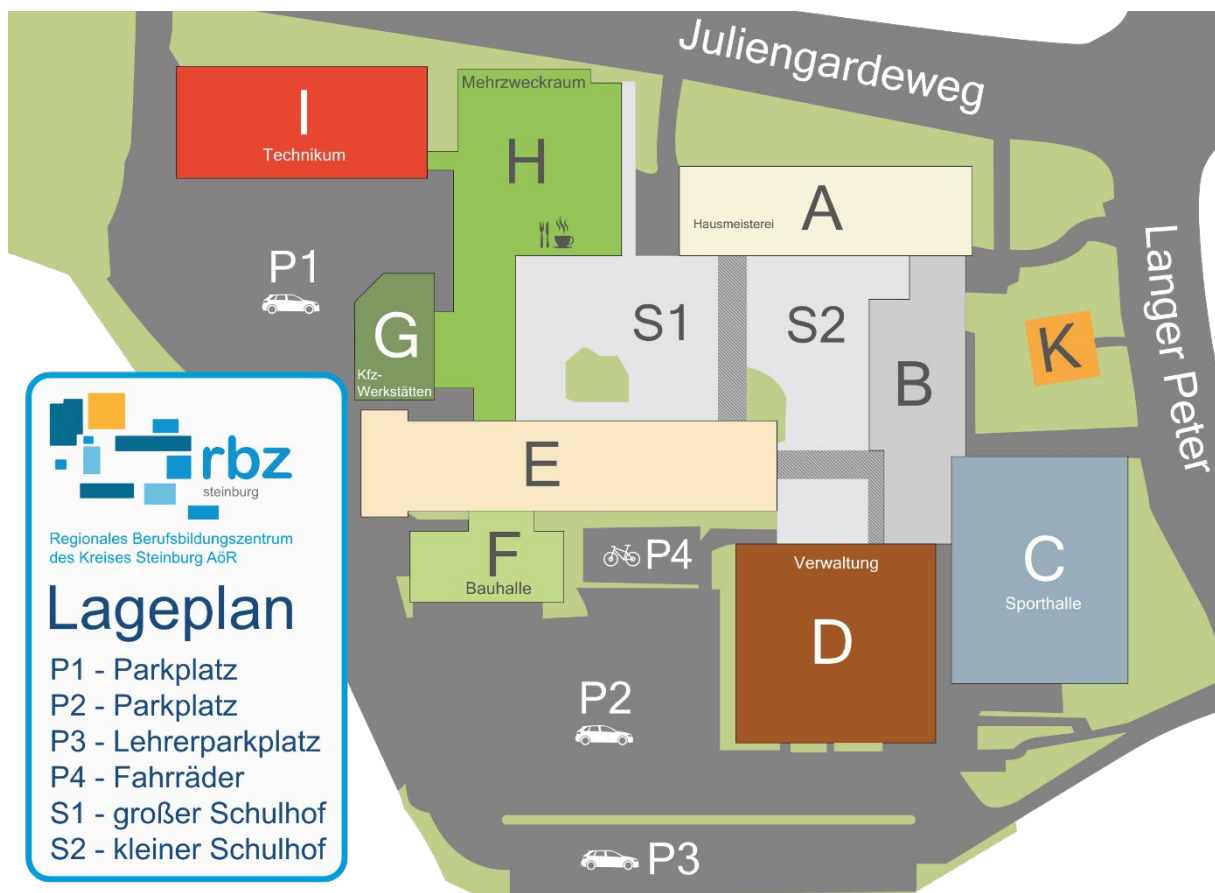 Juliengardeweg
Mehrzweckraum
I
Technikum
H
A
Hausmeisterei
Langer Peter
P1
S1
S2
G
Kfz-
Werkstätten
K
B
E
F
Bauhalle
P4
Verwaltung
D
C
Sporthalle
P2
P3
rbz
steinburg
Regionales Berufsbildungszentrum
des Kreises Steinburg AöR
Lageplan
P1 - Parkplatz
P2 - Parkplatz
P3 - Lehrerparkplatz
P4 - Fahrräder
S1 - großer Schulhof
S2 - kleiner Schulhof